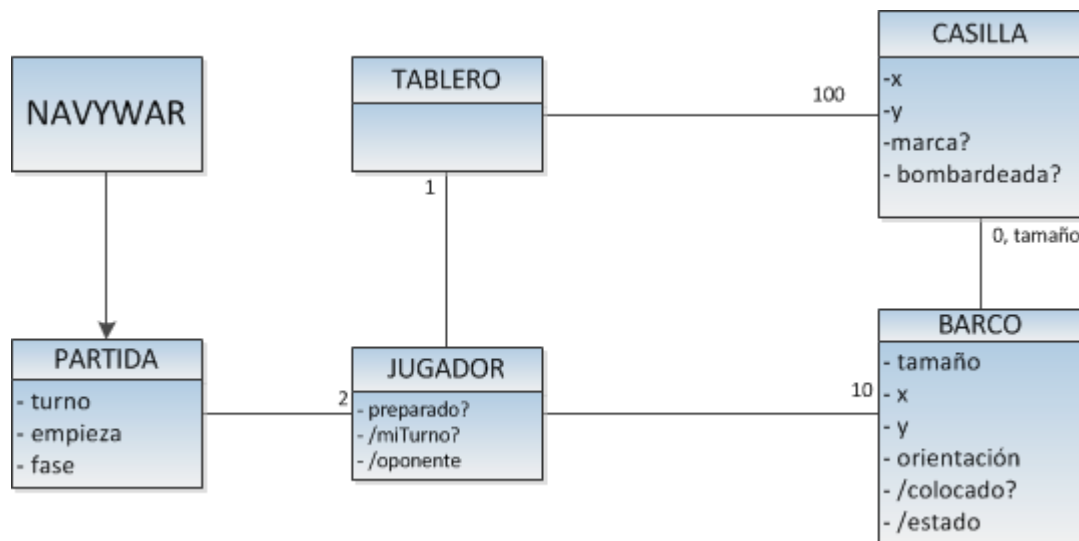 NAVYWAR
TABLERO
100
CASILLA
-x
-y
-marca?
- bombardeada?
1
0, tamaño
PARTIDA
- turno
- empieza
- fase
2
JUGADOR
- preparado?
- /miTurno?
- /oponente
10
BARCO
- tamaño
- x
- y
- orientación
- /colocado?
- /estado